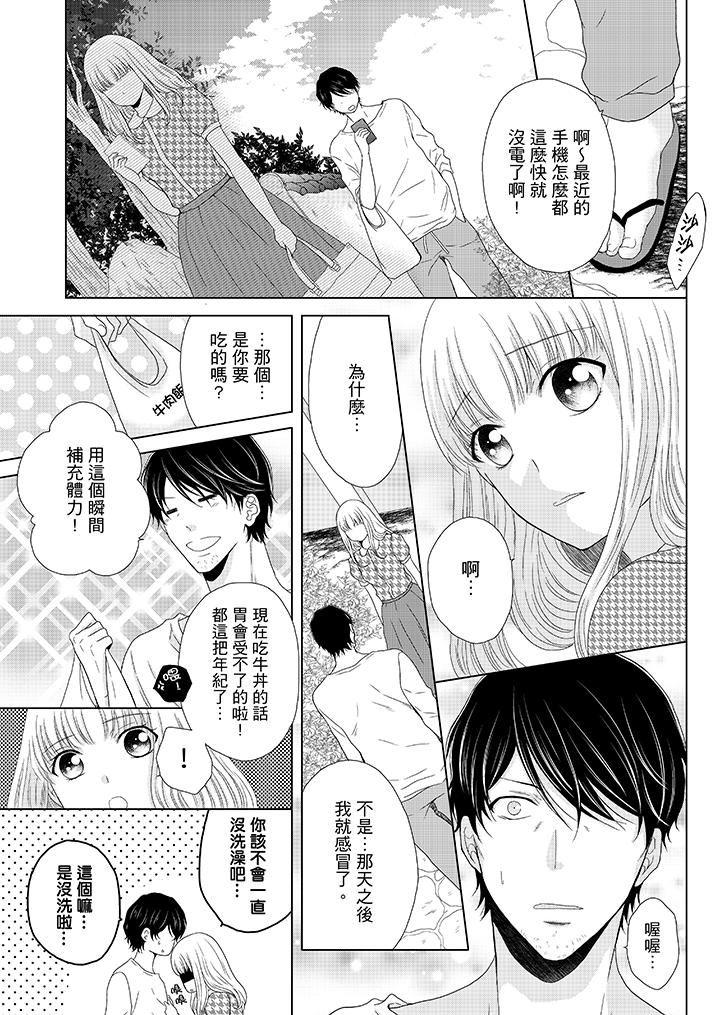 沙沙…
啊～最近的
手機怎麼都
這麼快就
沒電了啊！
啊…
為什麼…
喔喔…
不是…那天之後
我就感冒了。
…那個…
是你要
吃的嗎？
牛肉飯
用這個瞬間
補充體力！
現在吃牛丼的話
胃會受不了的啦！
都這把年紀了…
嗯！
！
你該不會一直
沒洗澡吧…
這個嘛…
是沒洗啦…
嗅
嗅